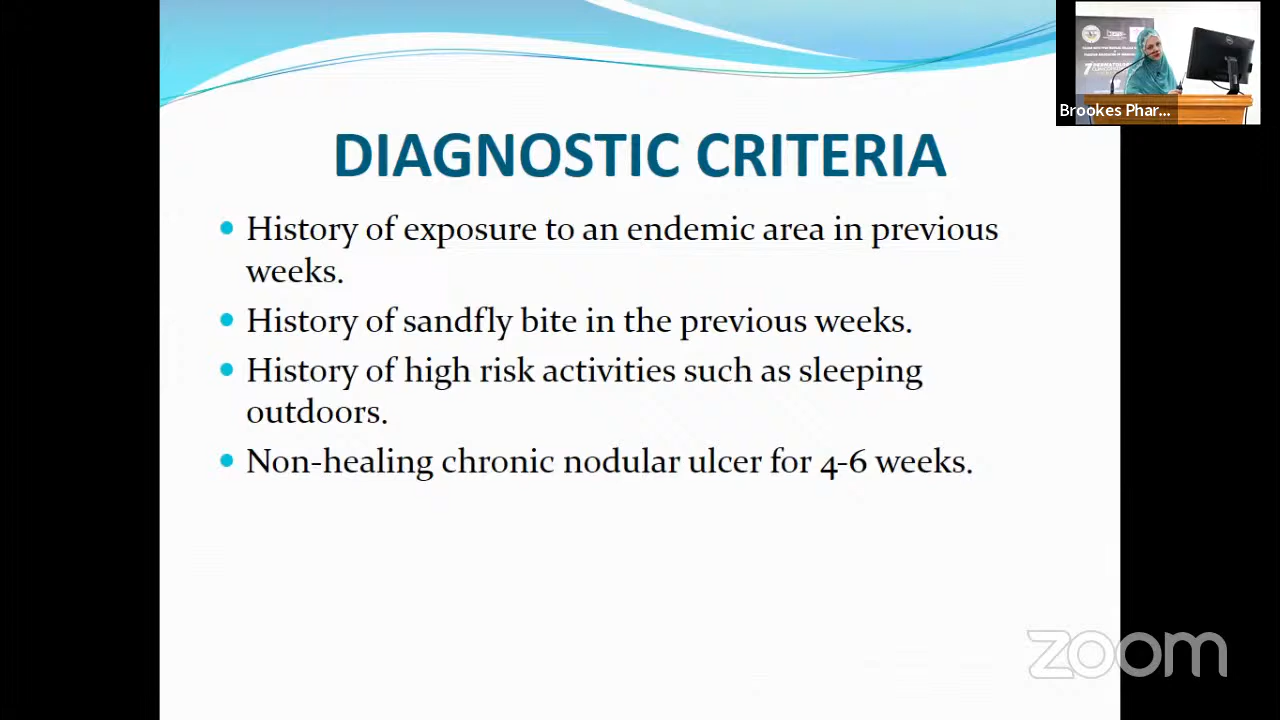 DIAGNOSTIC CRITERIA
• History of exposure to an endemic area in previous
weeks.
• History of sandfly bite in the previous weeks.
• History of high risk activities such as sleeping
outdoors.
• Non-healing chronic nodular ulcer for 4-6 weeks.
Brookes Phar...
zoom